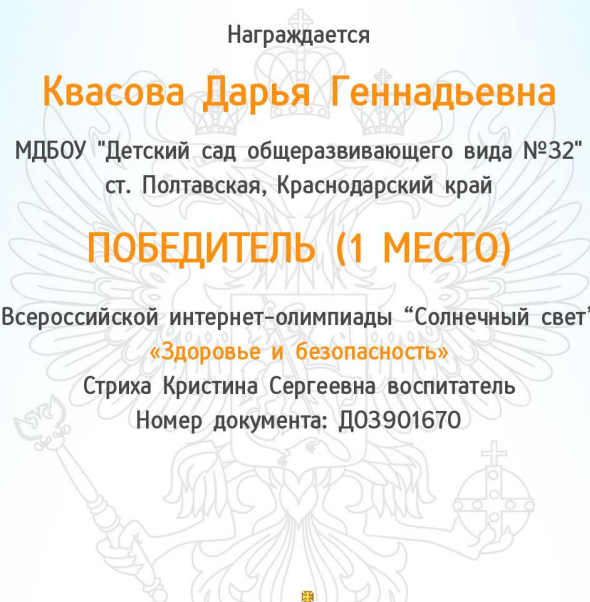 Награждается
Квасова Дарья Геннадьевна
МДБОУ "Детский сад общеразвивающего вида №32"
ст. Полтавская, Краснодарский край
ПОБЕДИТЕЛЬ (1 МЕСТО)
Всероссийской интернет-олимпиады “Солнечный свет”
«Здоровье и безопасность»
Стриха Кристина Сергеевна воспитатель
Номер документа: ДО3901670